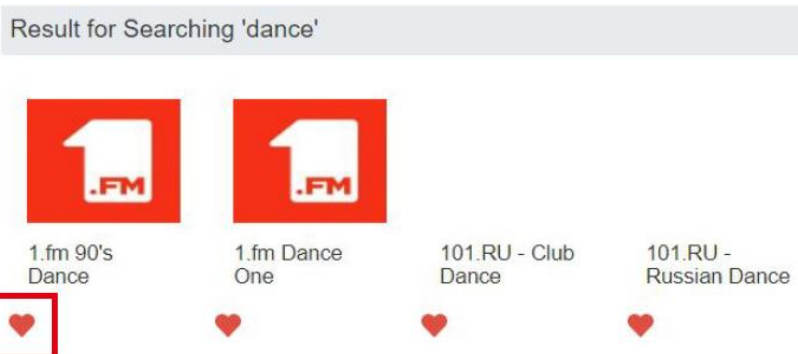 Result for Searching 'dance'
.FM
.FM
1.fm 90's
Dance
1.fm Dance
One
101.RU - Club
Dance
101.RU -
Russian Dance